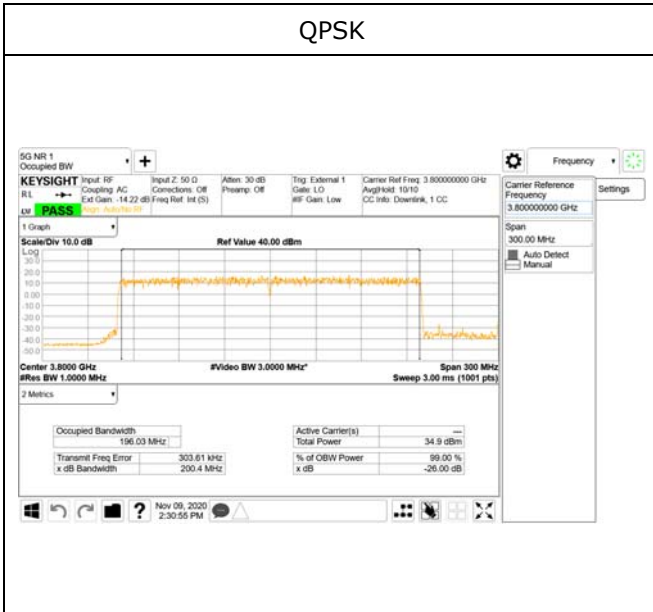 QPSK
5G NR 1
Occupied BW
Frequency
KEYSIGHT Input: RF Input Z: 50 Ω Atten: 30 dB Trig: External 1 Carrier Ref Freq: 3.800000000 GHz
RL Coupling: AC Corrections: Off Preamp: Off Gate: LO Avg|Hold: 10/10
Ext Gain: -14.22 dB Freq Ref: Int (S) #IF Gain: Low CC Info: Downlink, 1 CC
PASS Align: Auto/No RF
Carrier Reference
Frequency
3.800000000 GHz
Settings
Span
300.00 MHz
Auto Detect
Manual
1 Graph
Scale/Div 10.0 dB Ref Value 40.00 dBm
Log
30.0
20.0
10.0
0.00
-10.0
-20.0
-30.0
-40.0
-50.0
Center 3.8000 GHz #Video BW 3.0000 MHz* Span 300 MHz
#Res BW 1.0000 MHz Sweep 3.00 ms (1001 pts)
2 Metrics
Occupied Bandwidth Active Carrier(s) ---
196.03 MHz Total Power 34.9 dBm
Transmit Freq Error 303.61 kHz % of OBW Power 99.00 %
x dB Bandwidth 200.4 MHz x dB -26.00 dB
Nov 09, 2020
2:30:55 PM